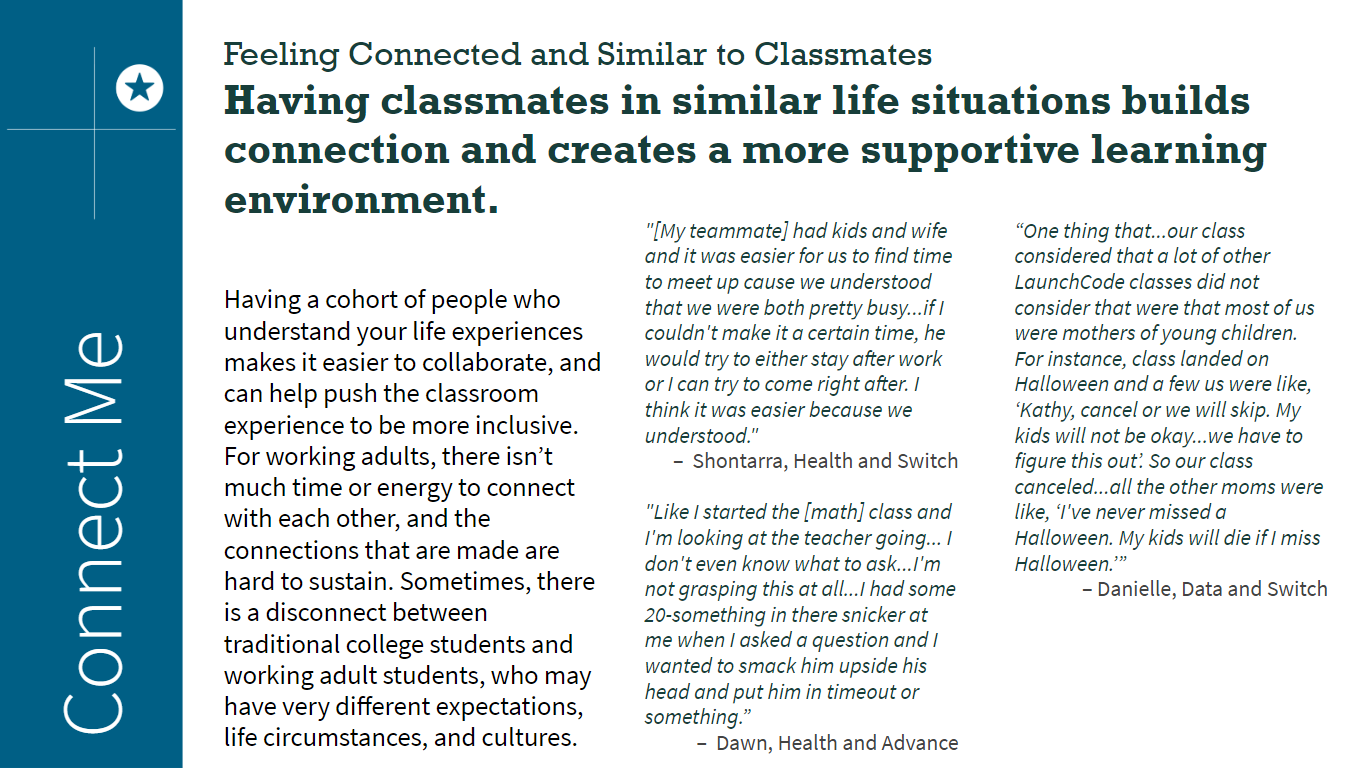 Connect Me
Feeling Connected and Similar to Classmates
Having classmates in similar life situations builds
connection and creates a more supportive learning
environment.
Having a cohort of people who
understand your life experiences
makes it easier to collaborate, and
can help push the classroom
experience to be more inclusive.
For working adults, there isn’t
much time or energy to connect
with each other, and the
connections that are made are
hard to sustain. Sometimes, there
is a disconnect between
traditional college students and
working adult students, who may
have very different expectations,
life circumstances, and cultures.
"[My teammate] had kids and wife
and it was easier for us to find time
to meet up cause we understood
that we were both pretty busy...if I
couldn't make it a certain time, he
would try to either stay after work
or I can try to come right after. I
think it was easier because we
understood."
– Shontarra, Health and Switch
"Like I started the [math] class and
I'm looking at the teacher going... I
don't even know what to ask...I'm
not grasping this at all...I had some
20-something in there snicker at
me when I asked a question and I
wanted to smack him upside his
head and put him in timeout or
something.”
– Dawn, Health and Advance
“One thing that...our class
considered that a lot of other
LaunchCode classes did not
consider that were that most of us
were mothers of young children.
For instance, class landed on
Halloween and a few us were like,
‘Kathy, cancel or we will skip. My
kids will not be okay...we have to
figure this out’. So our class
canceled...all the other moms were
like, ‘I've never missed a
Halloween. My kids will die if I miss
Halloween.’”
– Danielle, Data and Switch